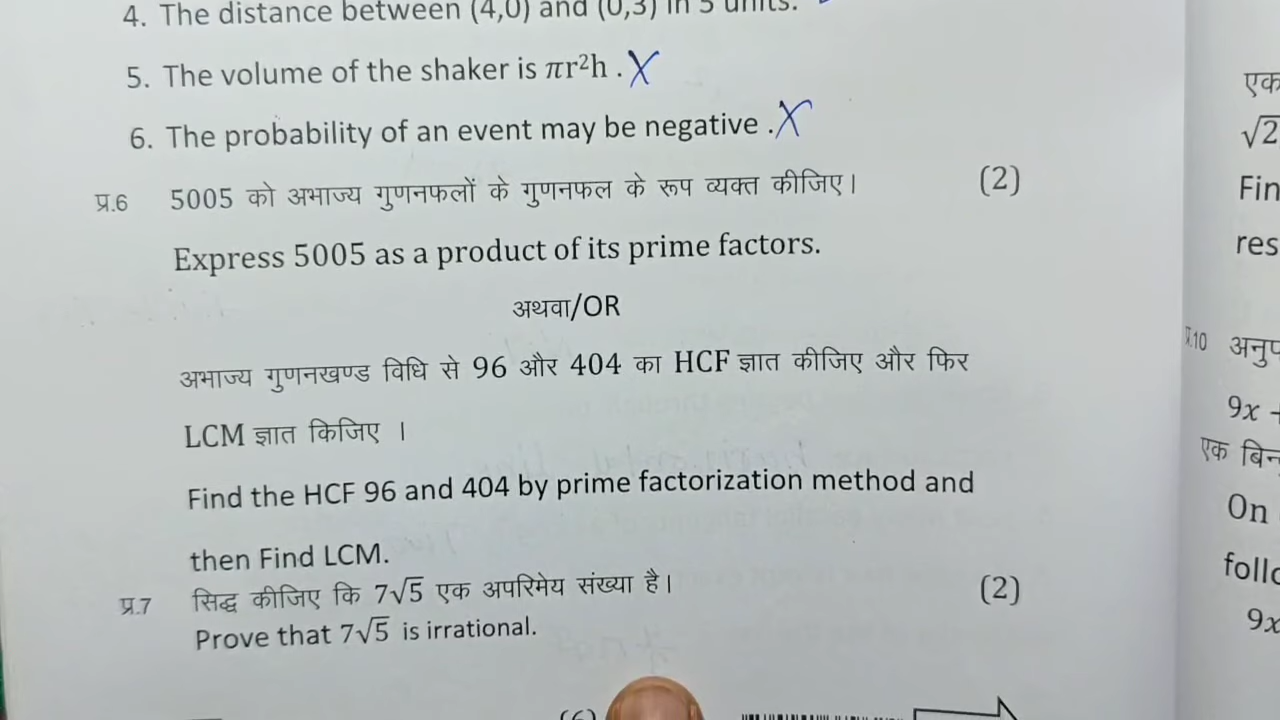 4. The distance between (4,0) and (0,3) in 5 units.
5. The volume of the shaker is πr²h . X
6. The probability of an event may be negative . X
प्र.6 5005 को अभाज्य गुणनफलों के गुणनफल के रूप व्यक्त कीजिए। (2)
Express 5005 as a product of its prime factors.
अथवा/OR
अभाज्य गुणनखण्ड विधि से 96 और 404 का HCF ज्ञात कीजिए और फिर
LCM ज्ञात किजिए ।
Find the HCF 96 and 404 by prime factorization method and
then Find LCM.
प्र.7 सिद्ध कीजिए कि 7√5 एक अपरिमेय संख्या है। (2)
Prove that 7√5 is irrational.
(6)
एक
√2
Fin
res
प्र.10 अनुप
9x
एक बिन
On
follo
9x